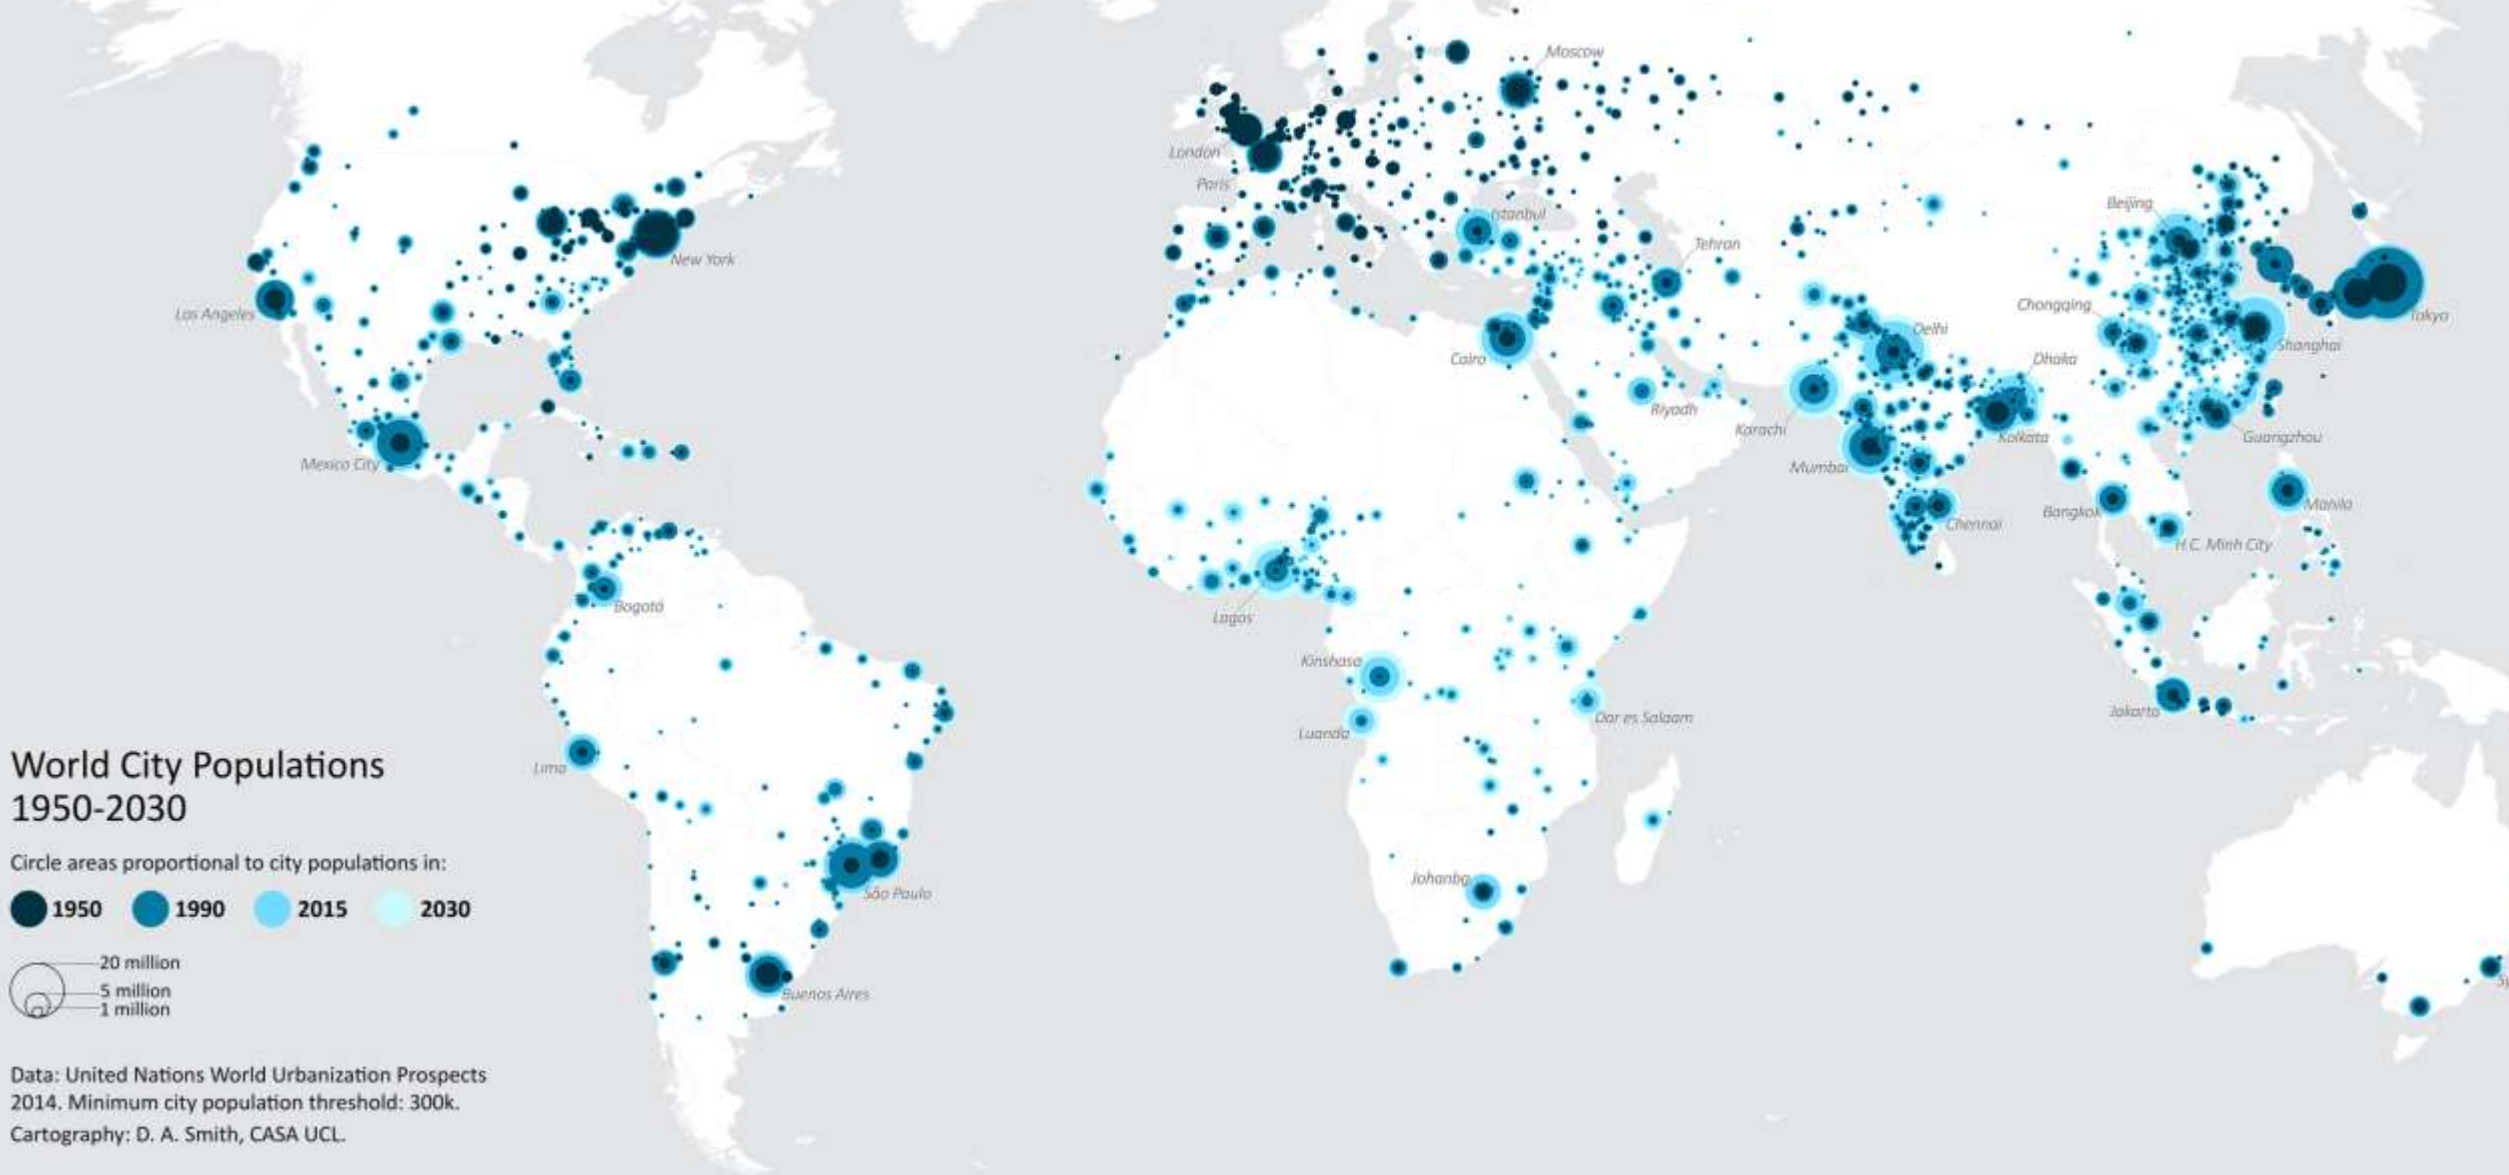 Moscow
London
Paris
Istanbul
Beijing
New York
Tehran
Los Angeles
Chongqing
Tokyo
Delhi
Shanghai
Cairo
Dhaka
Riyadh
Karachi
Kolkata
Guangzhou
Mexico City
Mumbai
Manila
Bangkok
Chennai
H.C. Minh City
Bogotá
Lagos
Kinshasa
Dar es Salaam
Jakarta
Luanda
Lima
World City Populations
1950-2030
Circle areas proportional to city populations in:
1950 1990 2015 2030
Johanbg
São Paulo
20 million
5 million
1 million
Buenos Aires
Sy
Data: United Nations World Urbanization Prospects
2014. Minimum city population threshold: 300k.
Cartography: D. A. Smith, CASA UCL.